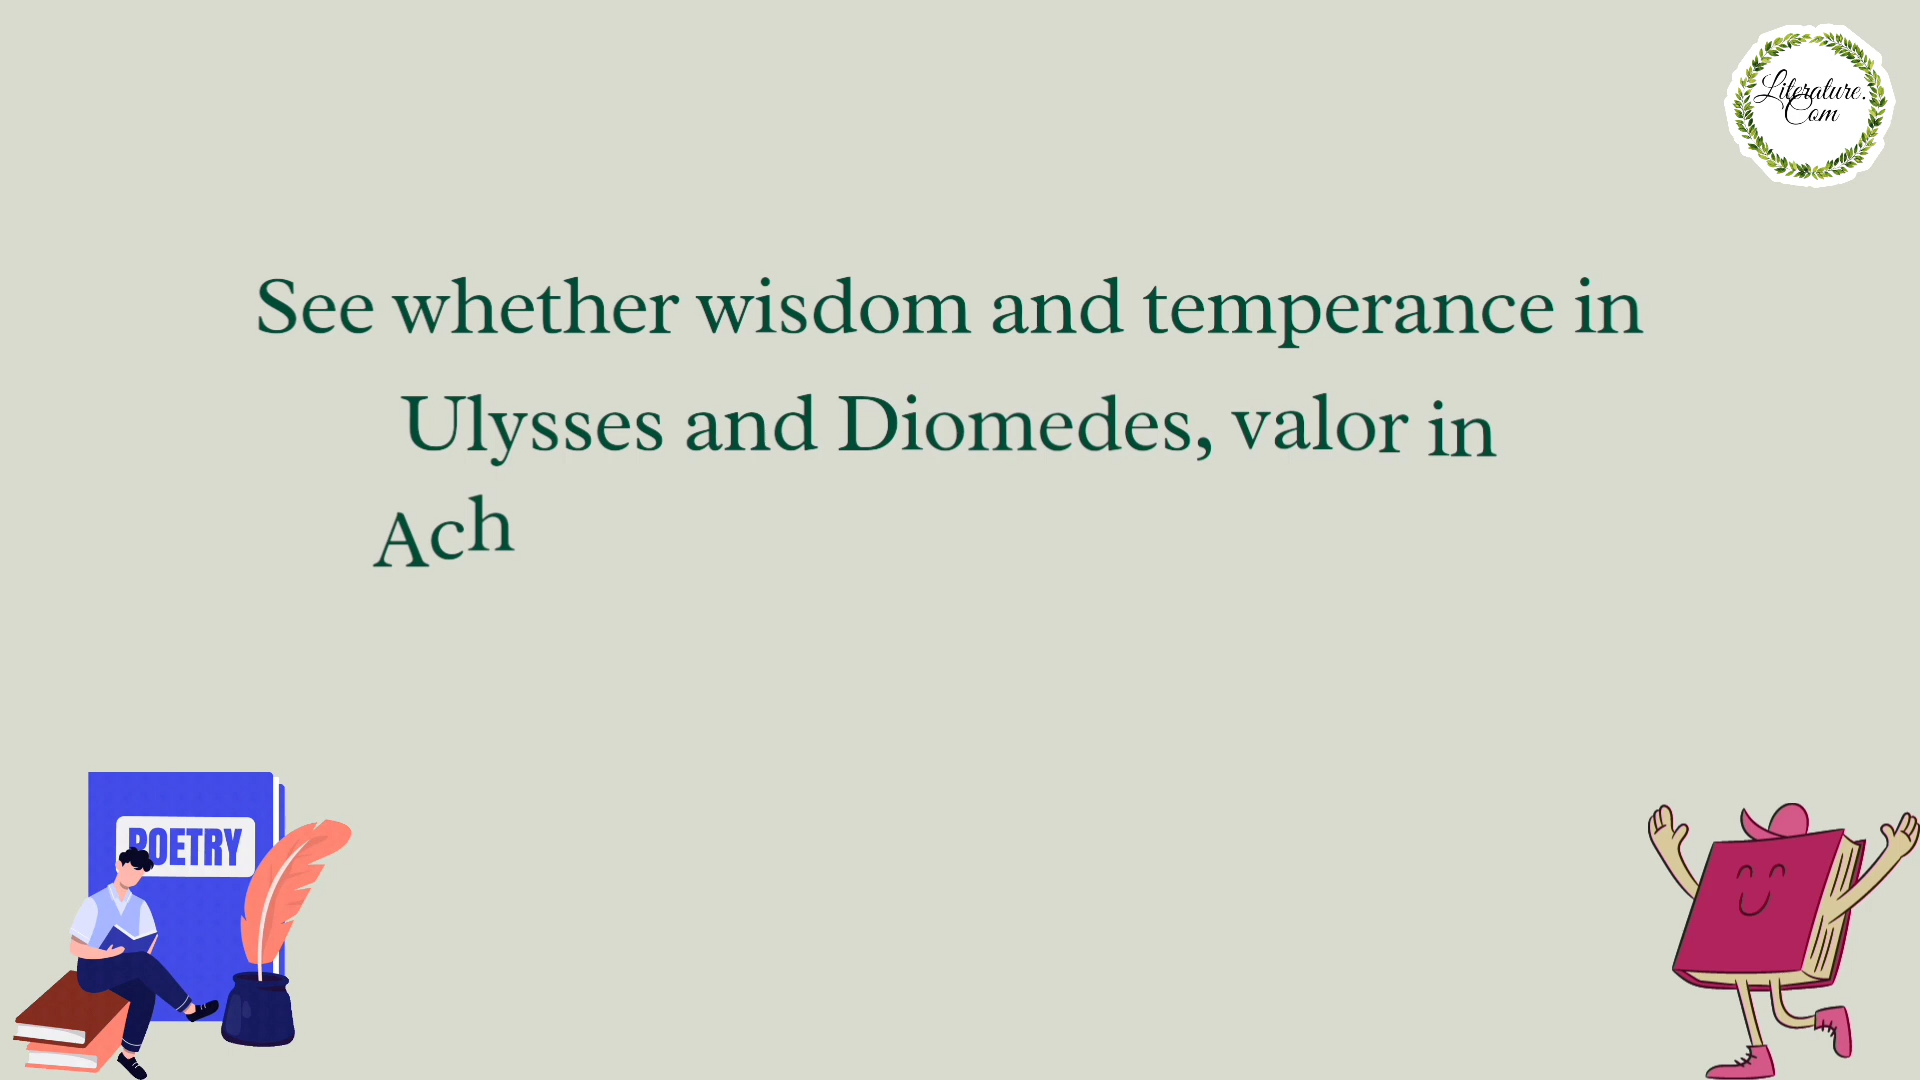 Literature.
Com
See whether wisdom and temperance in
Ulysses and Diomedes, valor in
Ach
POETRY